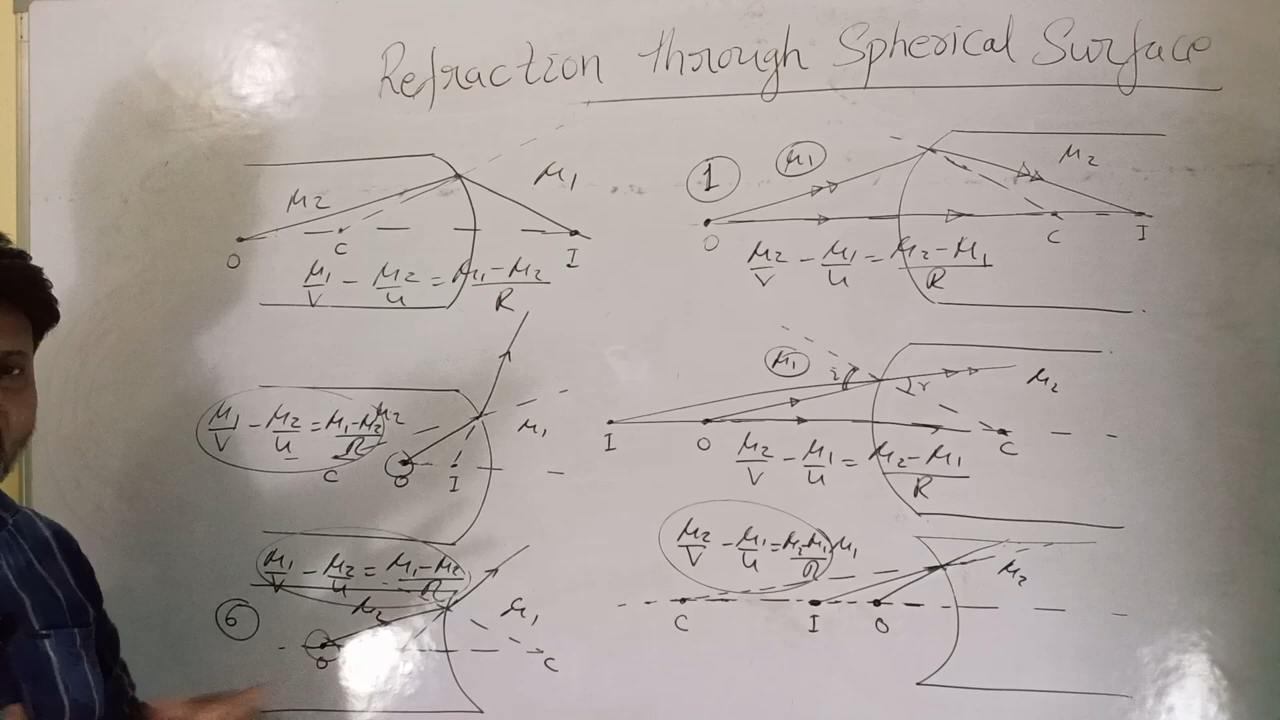 Refraction through Spherical Surface
μ2
μ1
O
C
I
μ1/V - μ2/u = μ1-μ2/R
1
μ1
μ2
O
C
I
μ2/V - μ1/u = μ2-μ1/R
μ1/V - μ2/u = μ1-μ2/R
μ2
μ1
C
O
I
μ1
i
r
μ2
I
O
C
μ2/V - μ1/u = μ2-μ1/R
μ1/V - μ2/u = μ1-μ2/R
6
μ2
μ1
O
C
μ2/V - μ1/u = μ2-μ1/R
μ1
μ2
C
I
O